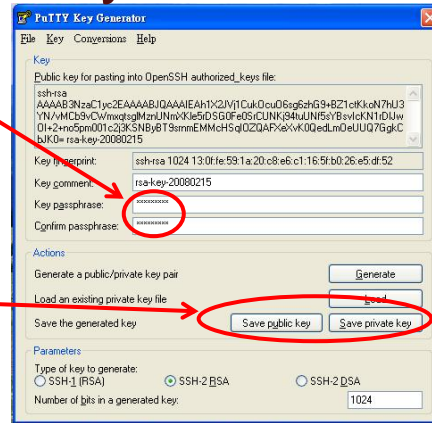 PuTTY Key Generator
File Key Conversions Help
Key
Public key for pasting into OpenSSH authorized_keys file:
ssh-rsa
AAAAB3NzaC1yc2EAAAABJQAAAIEAh1X2JVj1CukOcu06sg6zhG9+BZ1ctKkoN7hU3
YN/vMCb9vCWmxqtsglMznUNmXKle5rDSG0Fe0SrCUNKj94tuUNf5sYBsvIcKN1rDIJw
OI+2+no5pm001c2j3KSNByBT9smmEMMcHSqIOZQAFXeXvK0QedLmOeUUQ7GgkC
bJK0= rsa-key-20080215
Key fingerprint: ssh-rsa 1024 13:0f:fe:59:1a:20:c8:e6:c1:16:5f:b0:26:e5:df:52
Key comment: rsa-key-20080215
Key passphrase: *********
Confirm passphrase: *********
Actions
Generate a public/private key pair Generate
Load an existing private key file Load
Save the generated key Save public key Save private key
Parameters
Type of key to generate:
SSH-1 (RSA) SSH-2 RSA SSH-2 DSA
Number of bits in a generated key: 1024